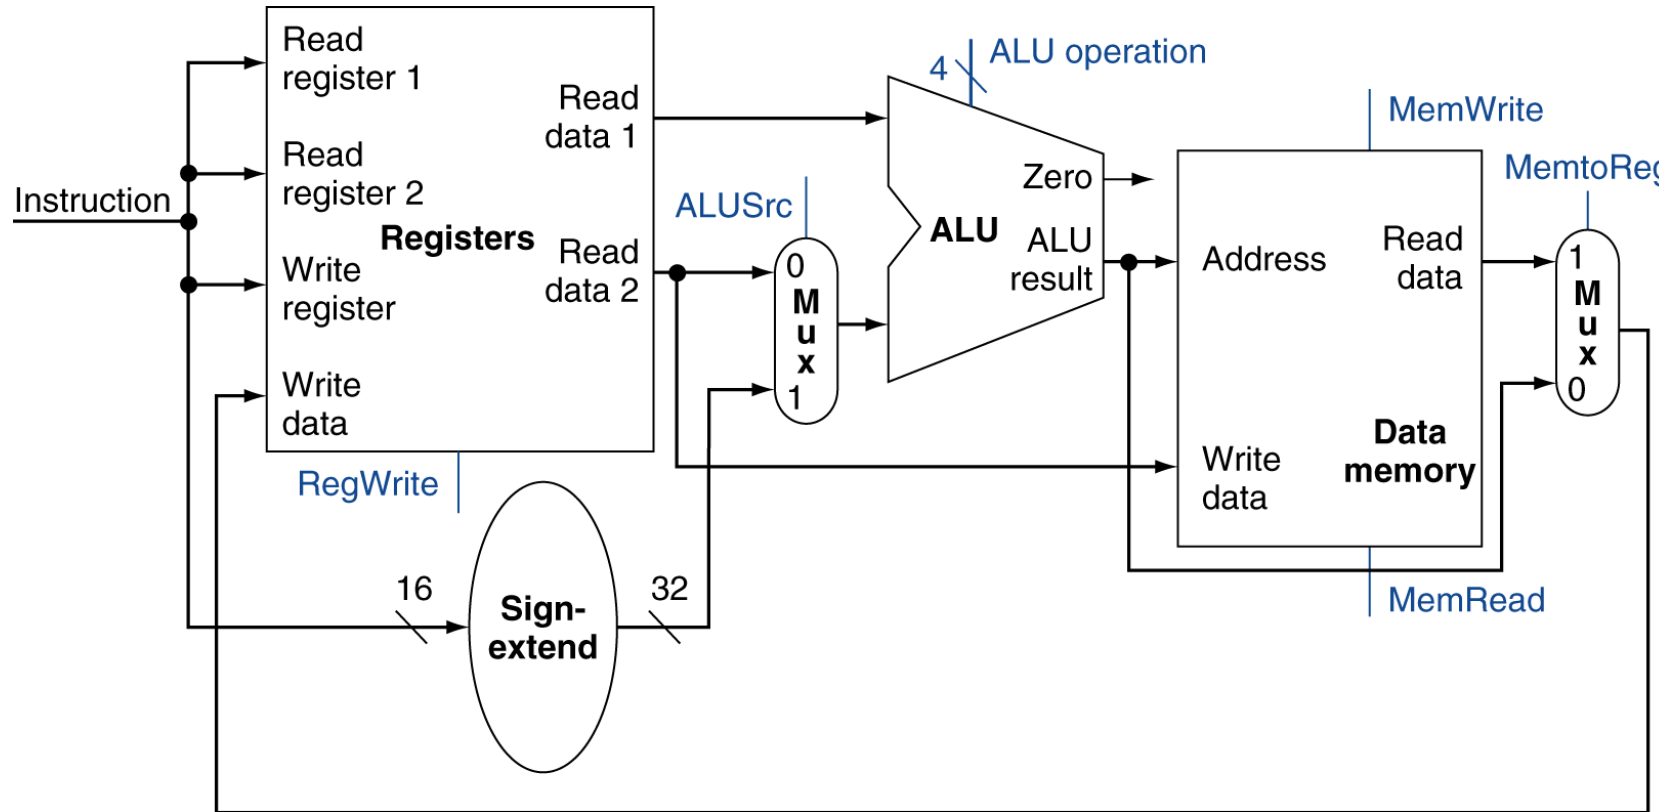 Instruction
Read
register 1
Read
register 2
Registers
Write
register
Write
data
Read
data 1
Read
data 2
RegWrite
16
Sign-
extend
32
ALUSrc
0
M
u
x
1
4
ALU operation
Zero
ALU
ALU
result
MemWrite
Address
Read
data
Write
data
Data
memory
MemRead
MemtoReg
1
M
u
x
0